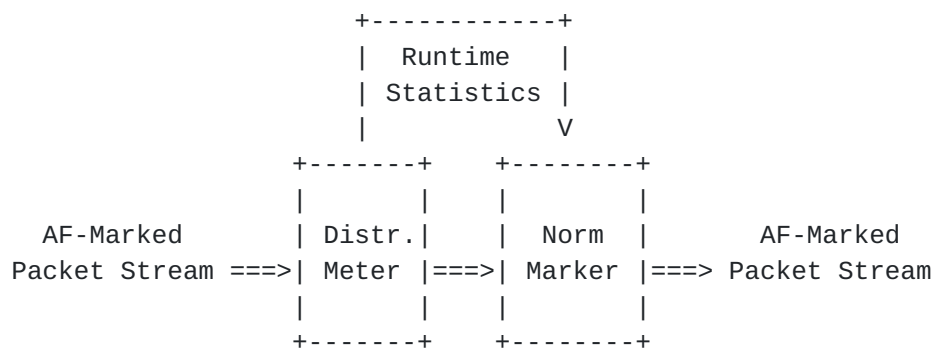 +------------+
|  Runtime   |
| Statistics |
|            V
+-------+    +--------+
|       |    |        |
AF-Marked      | Distr.|    |  Norm  |      AF-Marked
Packet Stream ===>| Meter |===>| Marker |===> Packet Stream
|       |    |        |
+-------+    +--------+